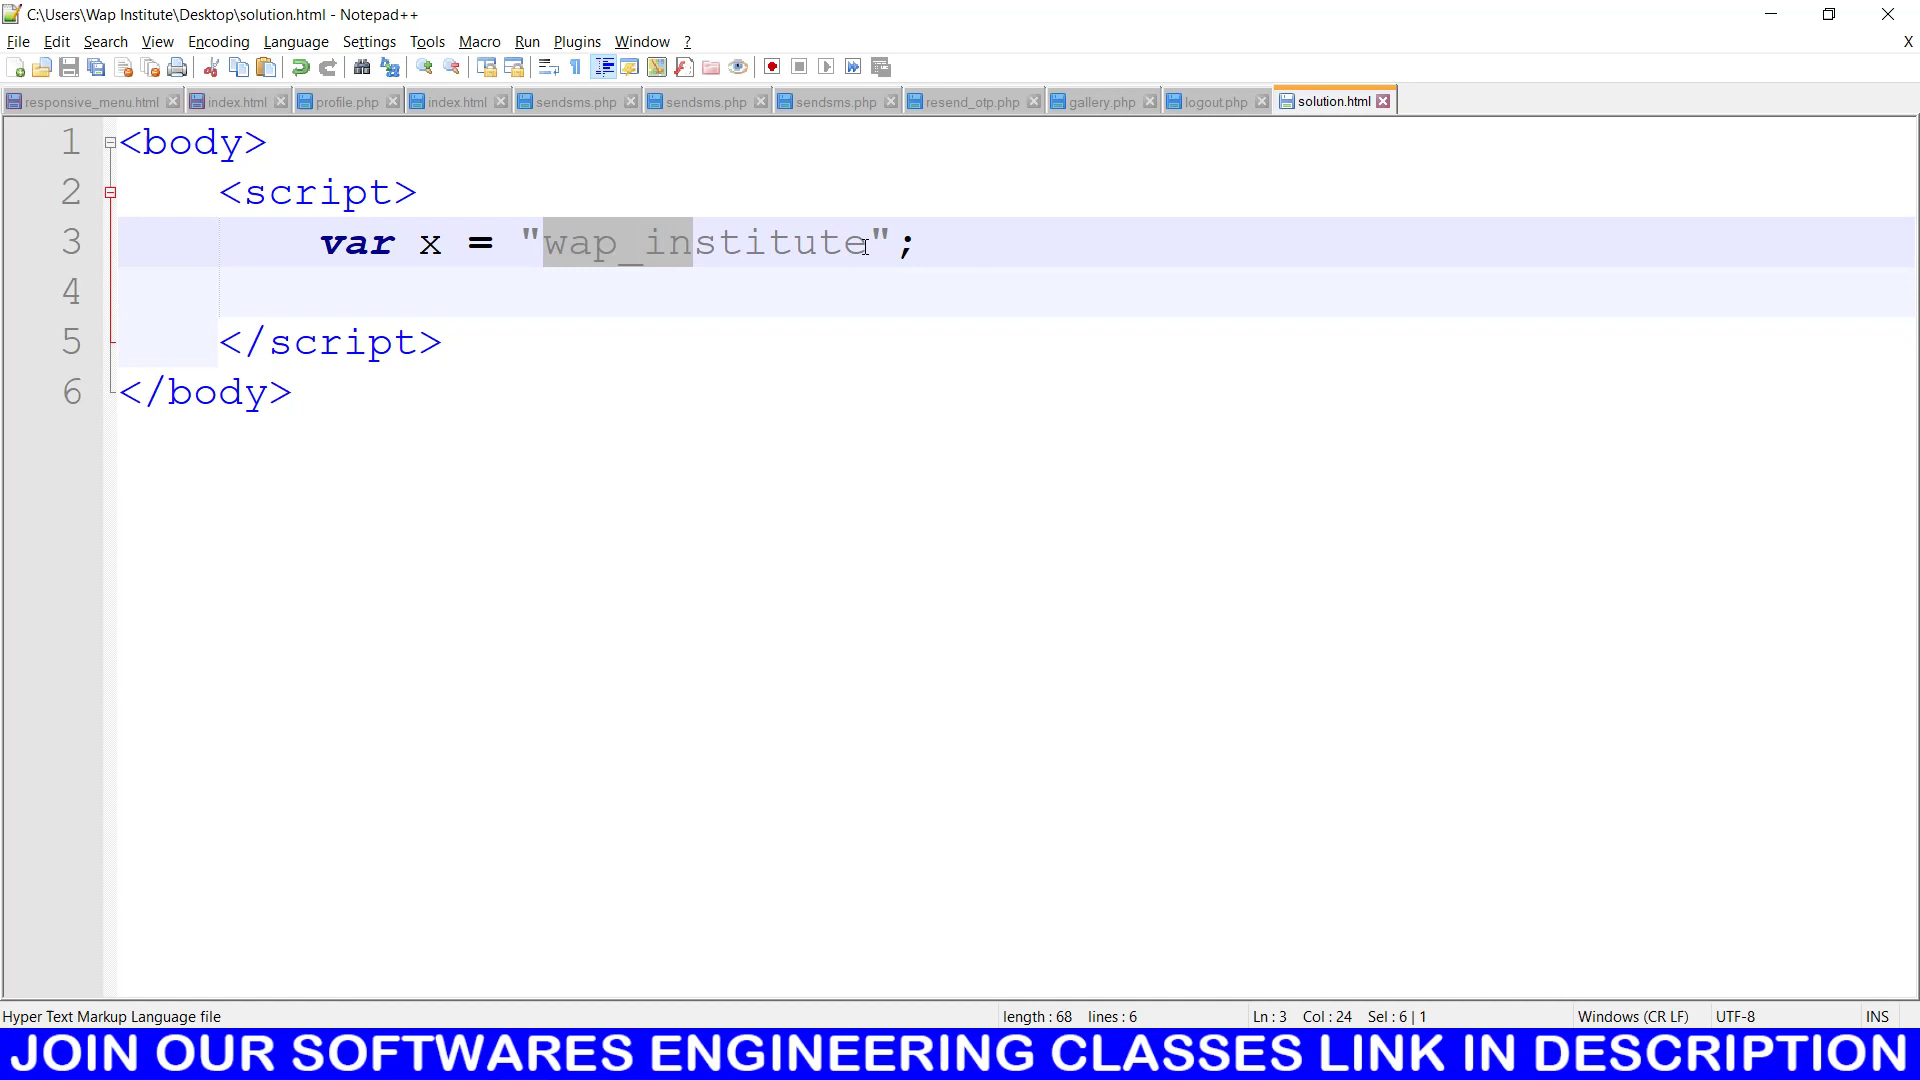 C:\Users\Wap Institute\Desktop\solution.html - Notepad++
File Edit Search View Encoding Language Settings Tools Macro Run Plugins Window ? X
responsive_menu.html index.html profile.php index.html sendsms.php sendsms.php sendsms.php resend_otp.php gallery.php logout.php solution.html
1 <body>
2 <script>
3 var x = "wap_institute";
4
5 </script>
6 </body>
Hyper Text Markup Language file length : 68 lines : 6 Ln : 3 Col : 24 Sel : 6 | 1 Windows (CR LF) UTF-8 INS
JOIN OUR SOFTWARES ENGINEERING CLASSES LINK IN DESCRIPTION